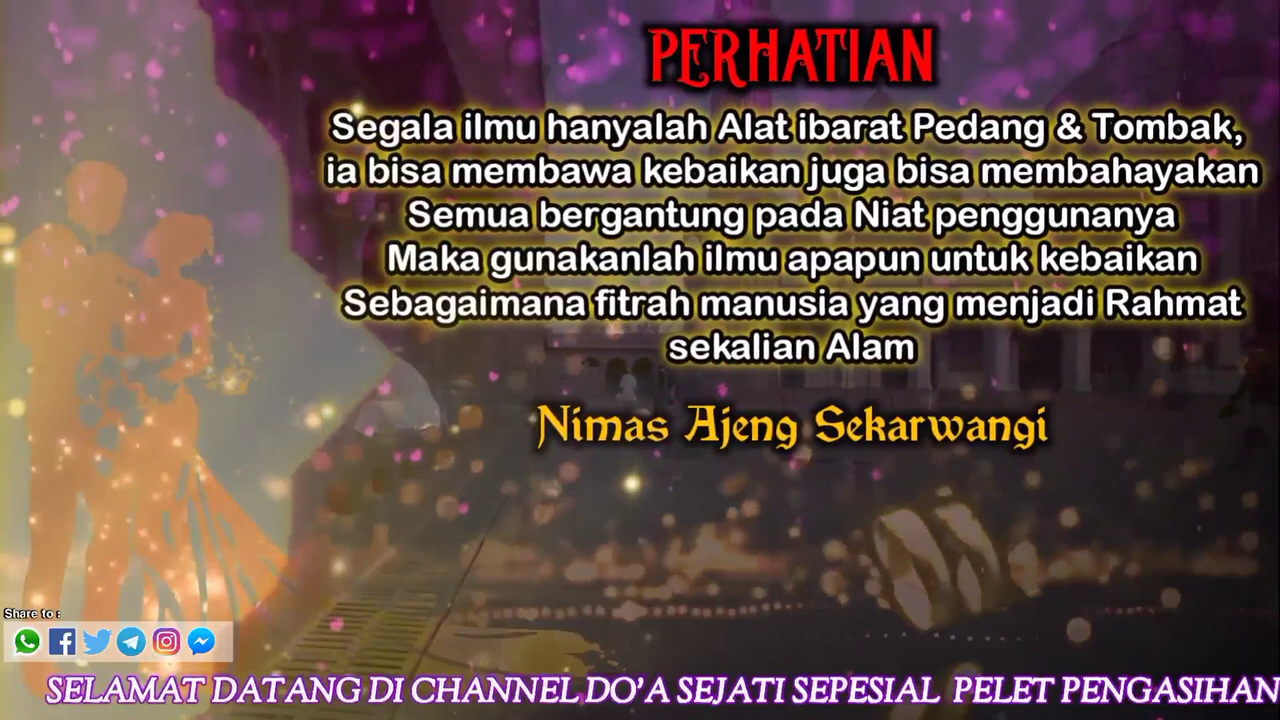 PERHATIAN
Segala ilmu hanyalah Alat ibarat Pedang & Tombak,
ia bisa membawa kebaikan juga bisa membahayakan
Semua bergantung pada Niat penggunanya
Maka gunakanlah ilmu apapun untuk kebaikan
Sebagaimana fitrah manusia yang menjadi Rahmat
sekalian Alam
Nimas Ajeng Sekarwangi
Share to :
SELAMAT DATANG DI CHANNEL DO'A SEJATI SEPESIAL PELET PENGASIHAN